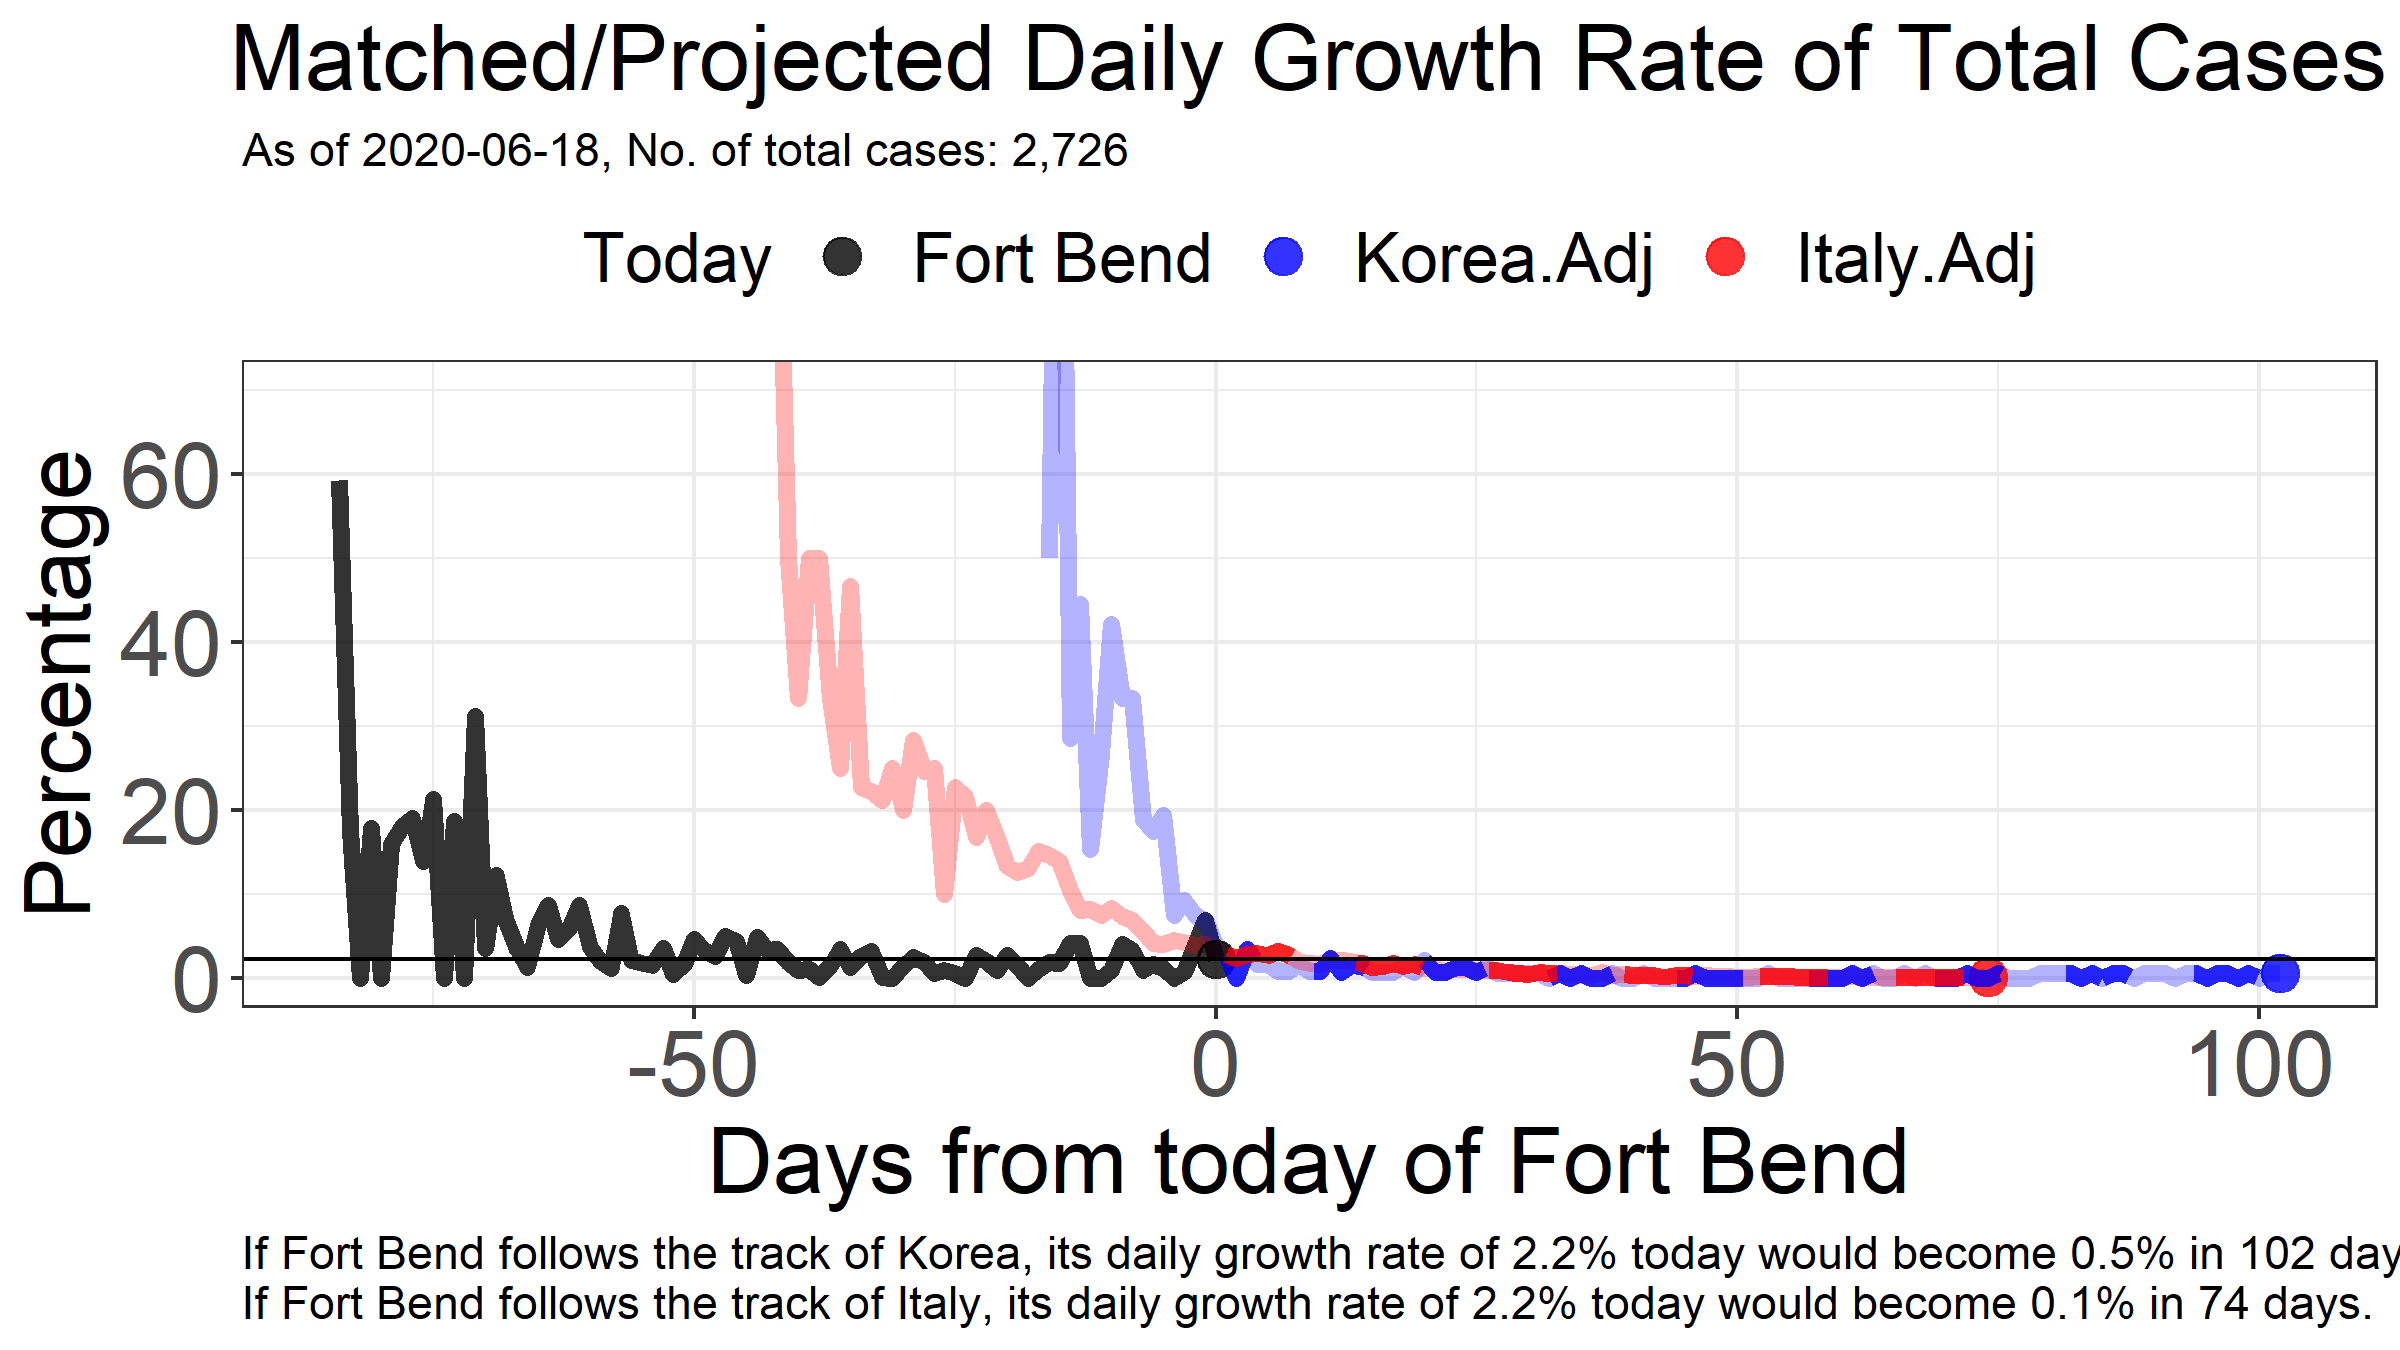 Matched/Projected Daily Growth Rate of Total Cases
As of 2020-06-18, No. of total cases: 2,726
Today Fort Bend Korea.Adj Italy.Adj
Percentage
60
40
20
0
-50 0 50 100
Days from today of Fort Bend
If Fort Bend follows the track of Korea, its daily growth rate of 2.2% today would become 0.5% in 102 day
If Fort Bend follows the track of Italy, its daily growth rate of 2.2% today would become 0.1% in 74 days.